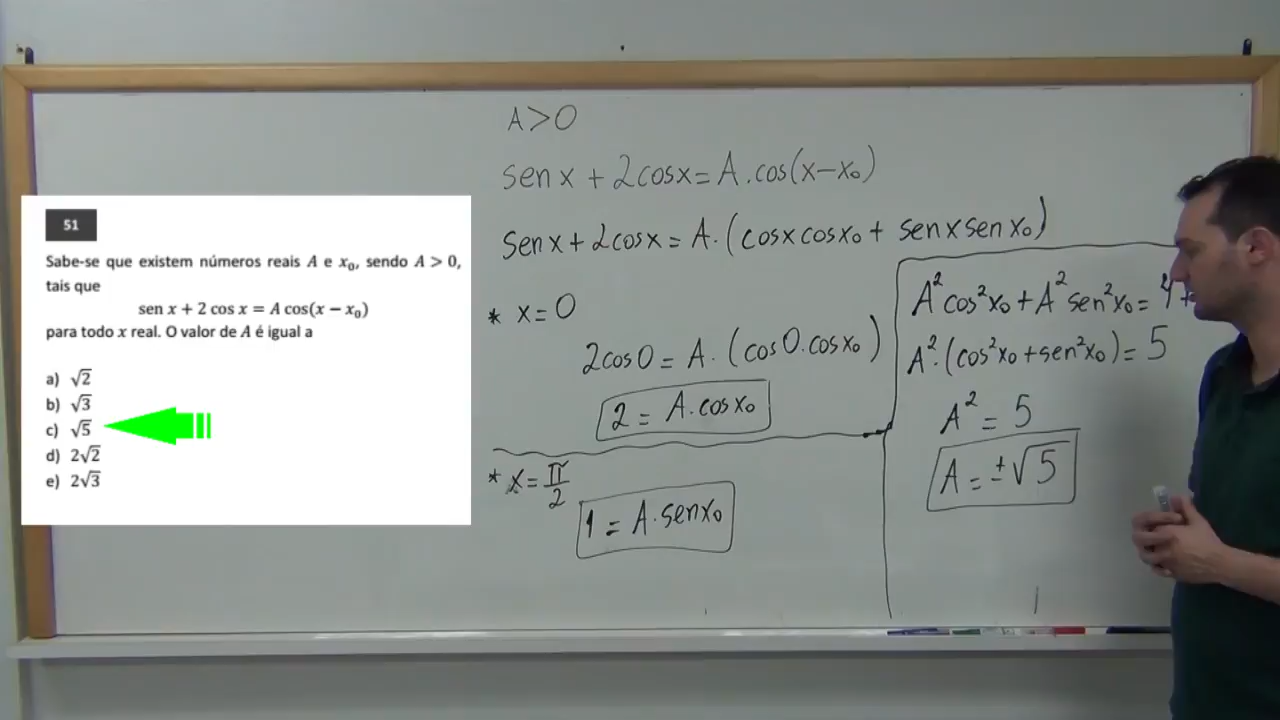 51
Sabe-se que existem números reais A e x₀, sendo A > 0,
tais que
sen x + 2 cos x = A cos(x − x₀)
para todo x real. O valor de A é igual a
a) √2
b) √3
c) √5
d) 2√2
e) 2√3
A>0
sen x + 2cosx = A . cos(x−x₀)
Sen x + 2cosx = A. (cosx cosx₀ + senx senx₀)
* x = 0
2cos0 = A. (cos0.cosx₀)
2 = A.cosx₀
* x = π/2
1 = A.senx₀
A²cos²x₀ + A²sen²x₀ = 4+
A².(cos²x₀ + sen²x₀) = 5
A² = 5
A = ±√5